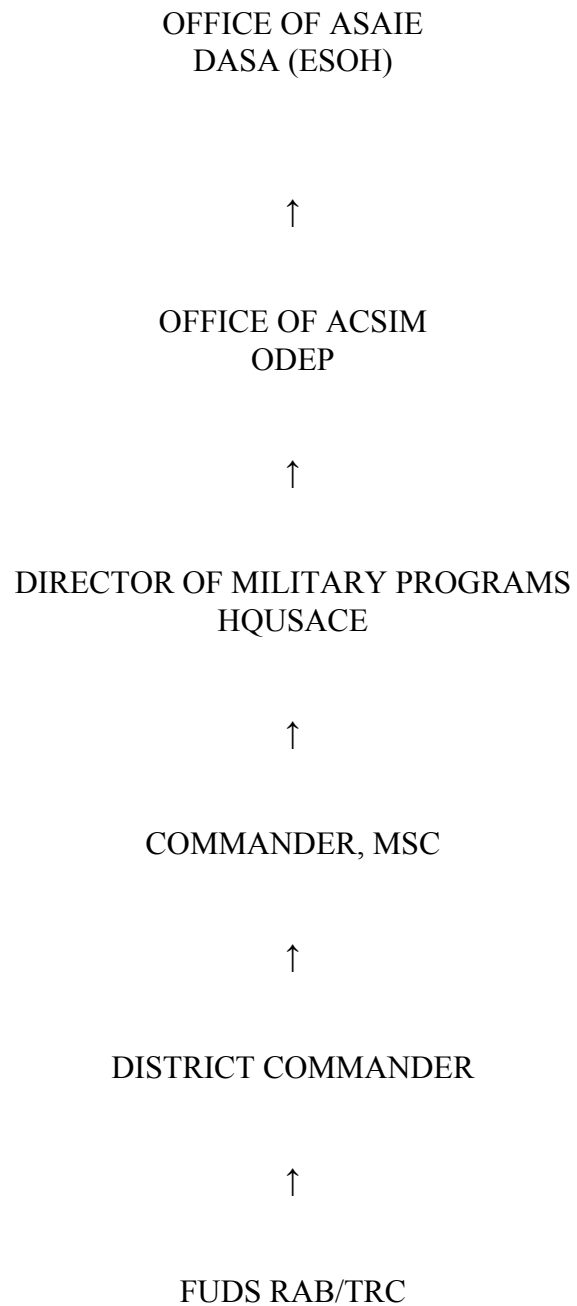 OFFICE OF ASAIE
DASA (ESOH)
↑
OFFICE OF ACSIM
ODEP
↑
DIRECTOR OF MILITARY PROGRAMS
HQUSACE
↑
COMMANDER, MSC
↑
DISTRICT COMMANDER
↑
FUDS RAB/TRC